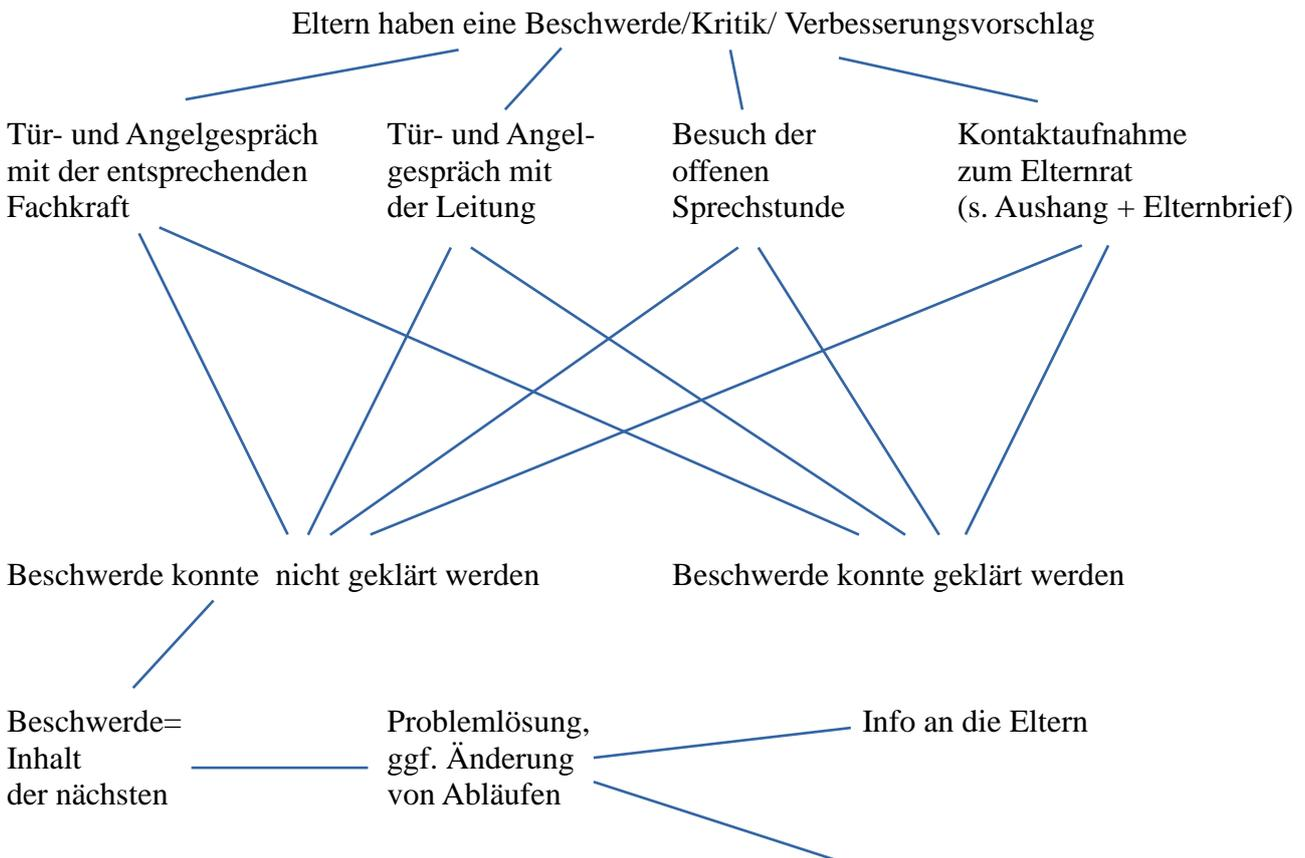 Eltern haben eine Beschwerde/Kritik/ Verbesserungsvorschlag
Tür- und Angelgespräch
mit der entsprechenden
Fachkraft
Tür- und Angel-
gespräch mit
der Leitung
Besuch der
offenen
Sprechstunde
Kontaktaufnahme
zum Elternrat
(s. Aushang + Elternbrief)
Beschwerde konnte  nicht geklärt werden
Beschwerde konnte geklärt werden
Beschwerde=
Inhalt
der nächsten
Problemlösung,
ggf. Änderung
von Abläufen
Info an die Eltern